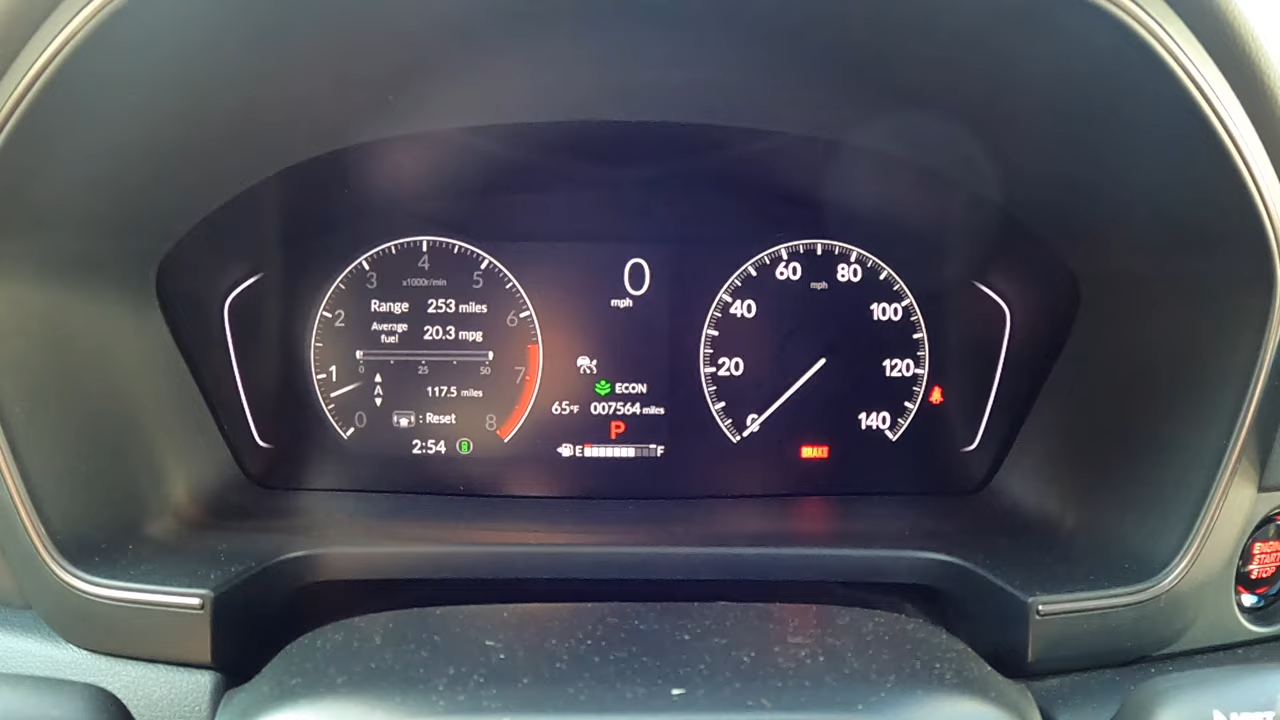 4
3
5
x1000r/min
Range 253 miles
2
6
Average
fuel
20.3 mpg
0 25 50
1
7
A
117.5 miles
: Reset
0
8
2:54
0
mph
ECON
65°F 007564 miles
P
E F
60 80
mph
40 100
20 120
0 140
BRAKE
ENGINE
START
STOP